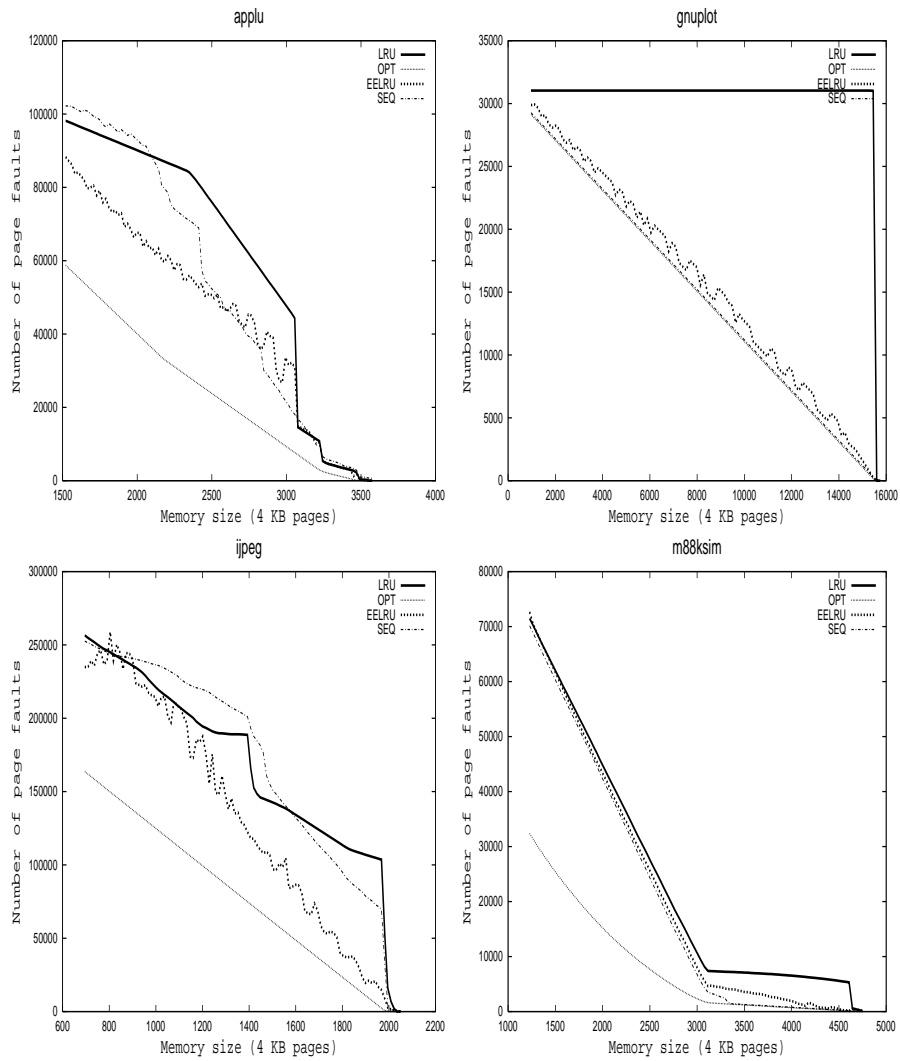 applu
Number of page faults
120000
100000
80000
60000
40000
20000
0
LRU
OPT
EELRU
SEQ
1500
2000
2500
3000
3500
4000
Memory size (4 KB pages)
gnuplot
Number of page faults
35000
30000
25000
20000
15000
10000
5000
0
LRU
OPT
EELRU
SEQ
0
2000
4000
6000
8000
10000
12000
14000
16000
Memory size (4 KB pages)
ijpeg
Number of page faults
300000
250000
200000
150000
100000
50000
0
LRU
OPT
EELRU
SEQ
600
800
1000
1200
1400
1600
1800
2000
2200
Memory size (4 KB pages)
m88ksim
Number of page faults
80000
70000
60000
50000
40000
30000
20000
10000
0
LRU
OPT
EELRU
SEQ
1000
1500
2000
2500
3000
3500
4000
4500
5000
Memory size (4 KB pages)